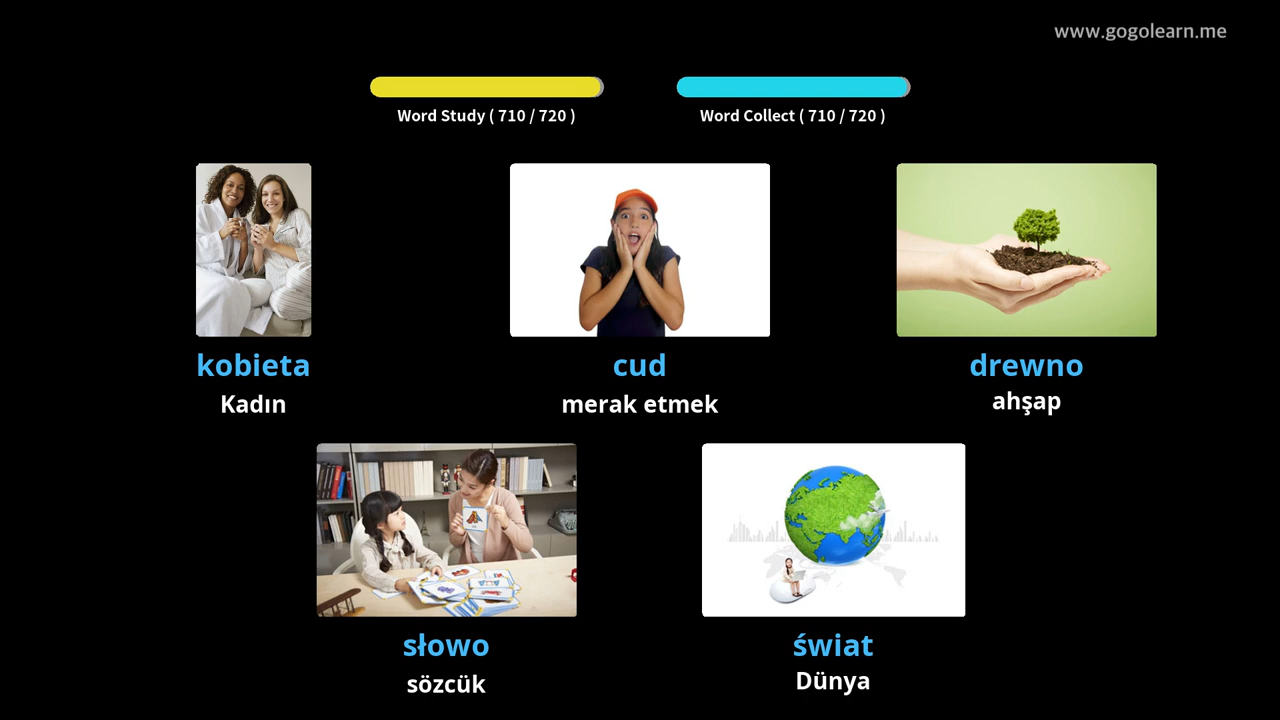 www.gogolearn.me
Word Study ( 710 / 720 )
Word Collect ( 710 / 720 )
kobieta
Kadın
cud
merak etmek
drewno
ahşap
słowo
sözcük
świat
Dünya